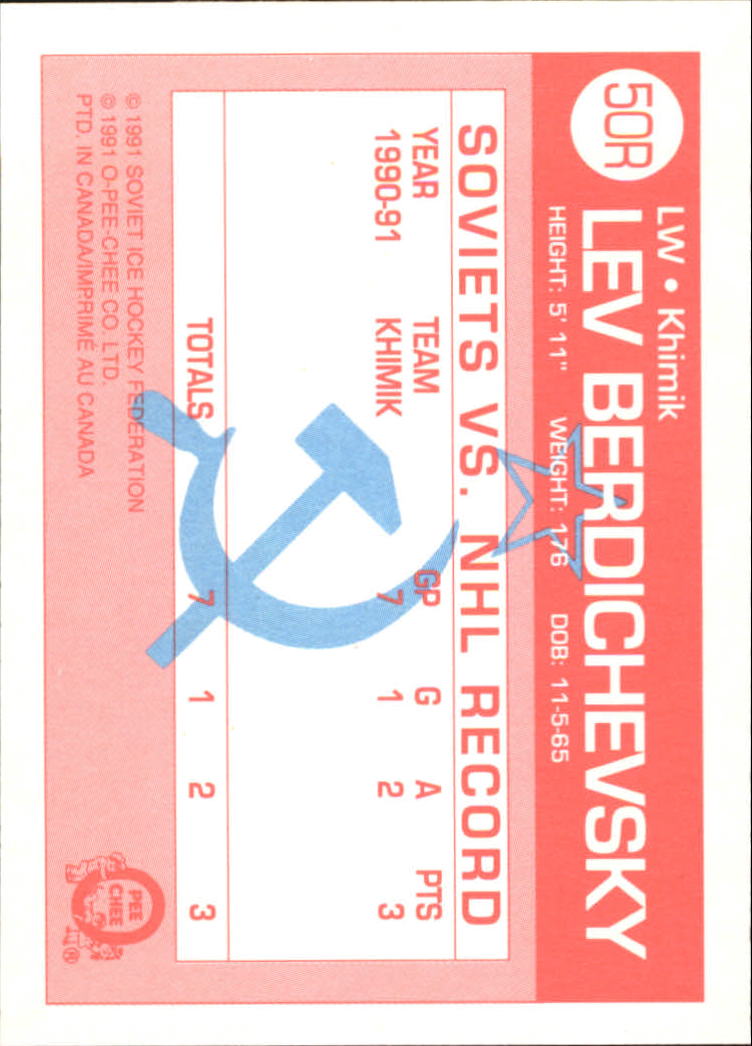 50R
LW • Khimik
LEV BERDICHEVSKY
HEIGHT: 5' 11" WEIGHT: 176 DOB: 11-5-65
SOVIETS VS. NHL RECORD
YEAR TEAM GP G A PTS
1990-91 KHIMIK 7 1 2 3
TOTALS 7 1 2 3
© 1991 SOVIET ICE HOCKEY FEDERATION
© 1991 O-PEE-CHEE CO. LTD.
PTD. IN CANADA/IMPRIMÉ AU CANADA
O
PEE
CHEE
®